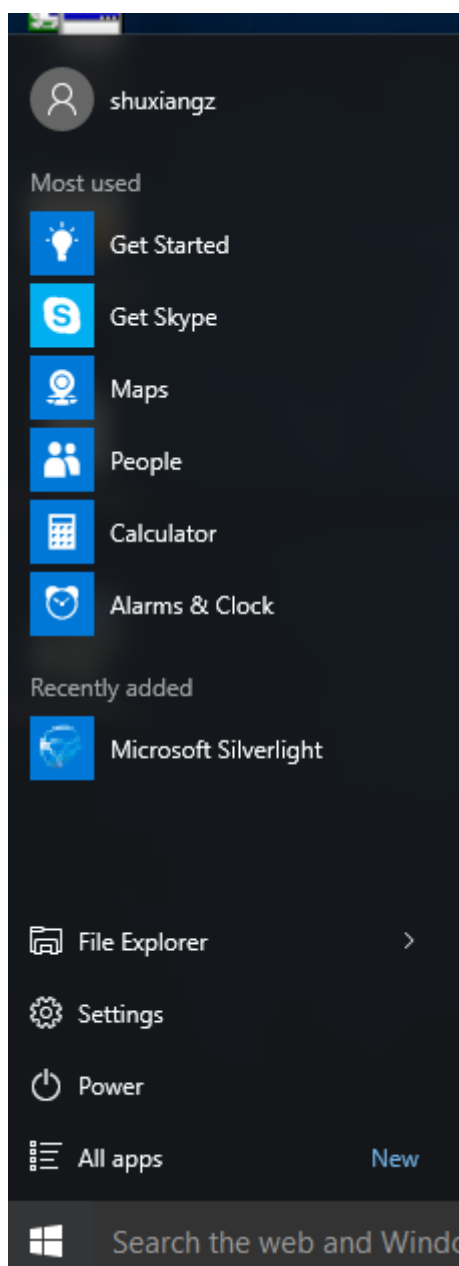 shuxiangz
Most used
Get Started
Get Skype
Maps
People
Calculator
Alarms & Clock
Recently added
Microsoft Silverlight
File Explorer
Settings
Power
All apps New
Search the web and Windo